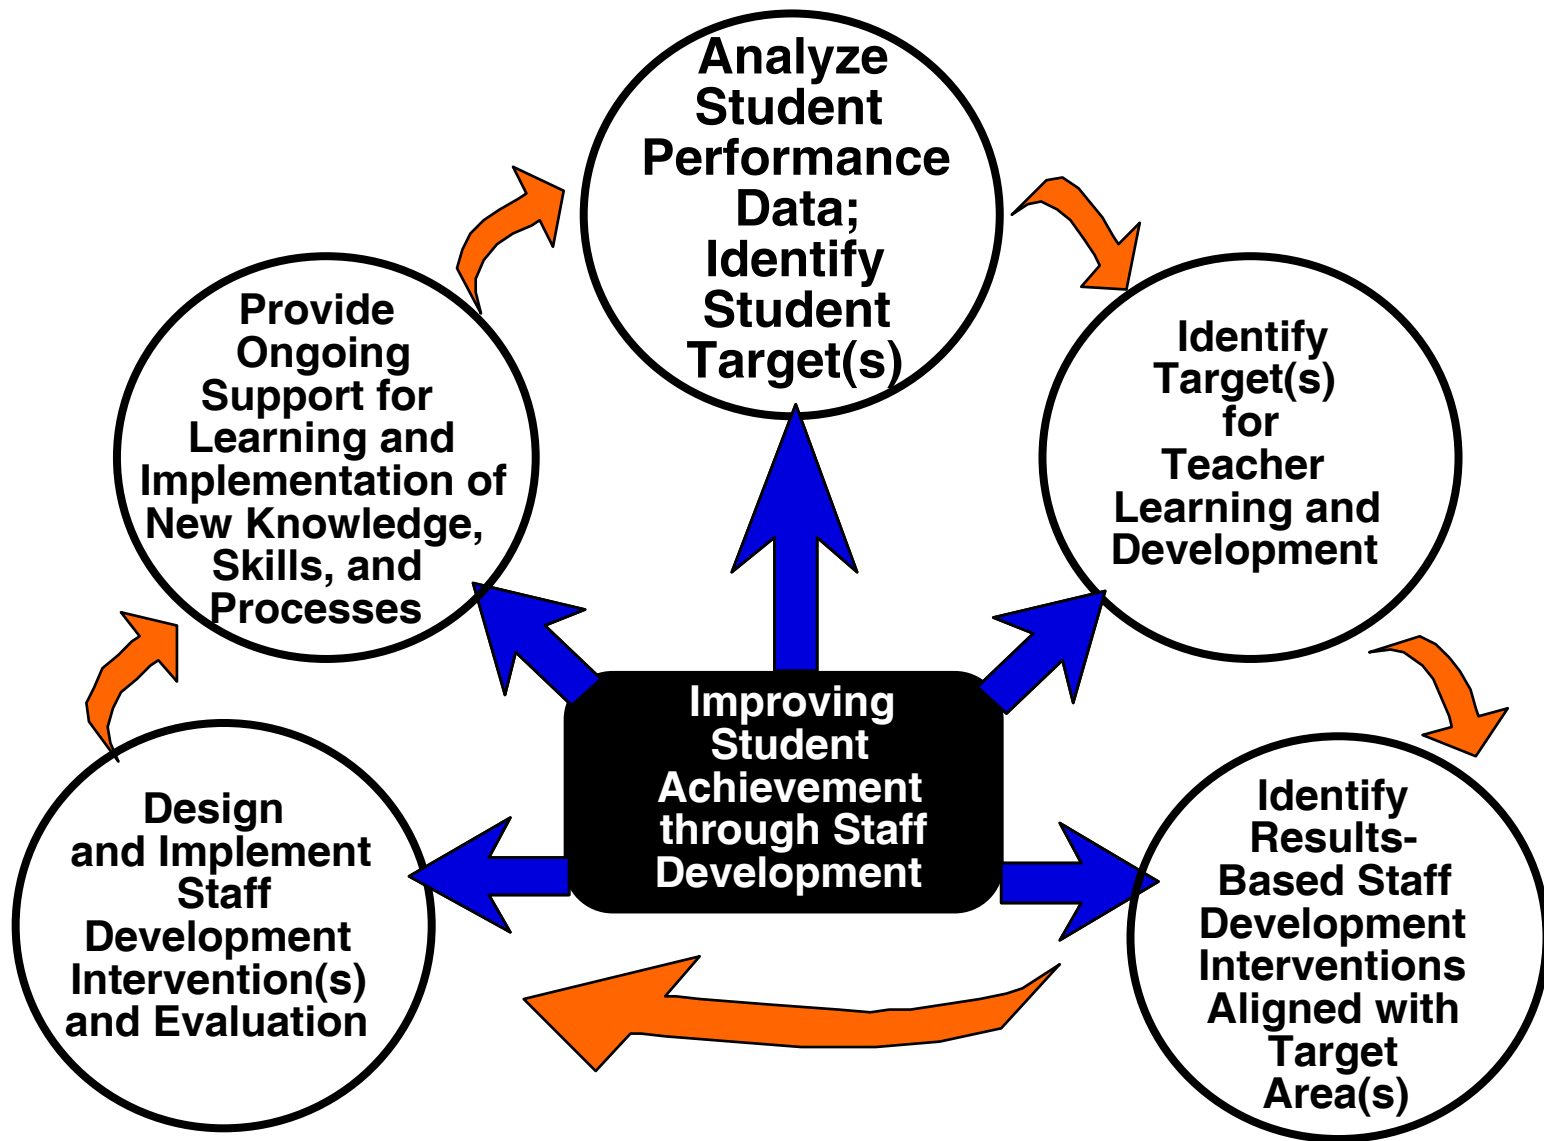 Analyze
Student
Performance
Data;
Identify
Student
Target(s)
Provide
Ongoing
Support for
Learning and
Implementation of
New Knowledge,
Skills, and
Processes
Identify
Target(s)
for
Teacher
Learning and
Development
Improving
Student
Achievement
through Staff
Development
Design
and Implement
Staff
Development
Intervention(s)
and Evaluation
Identify
Results-
Based Staff
Development
Interventions
Aligned with
Target
Area(s)